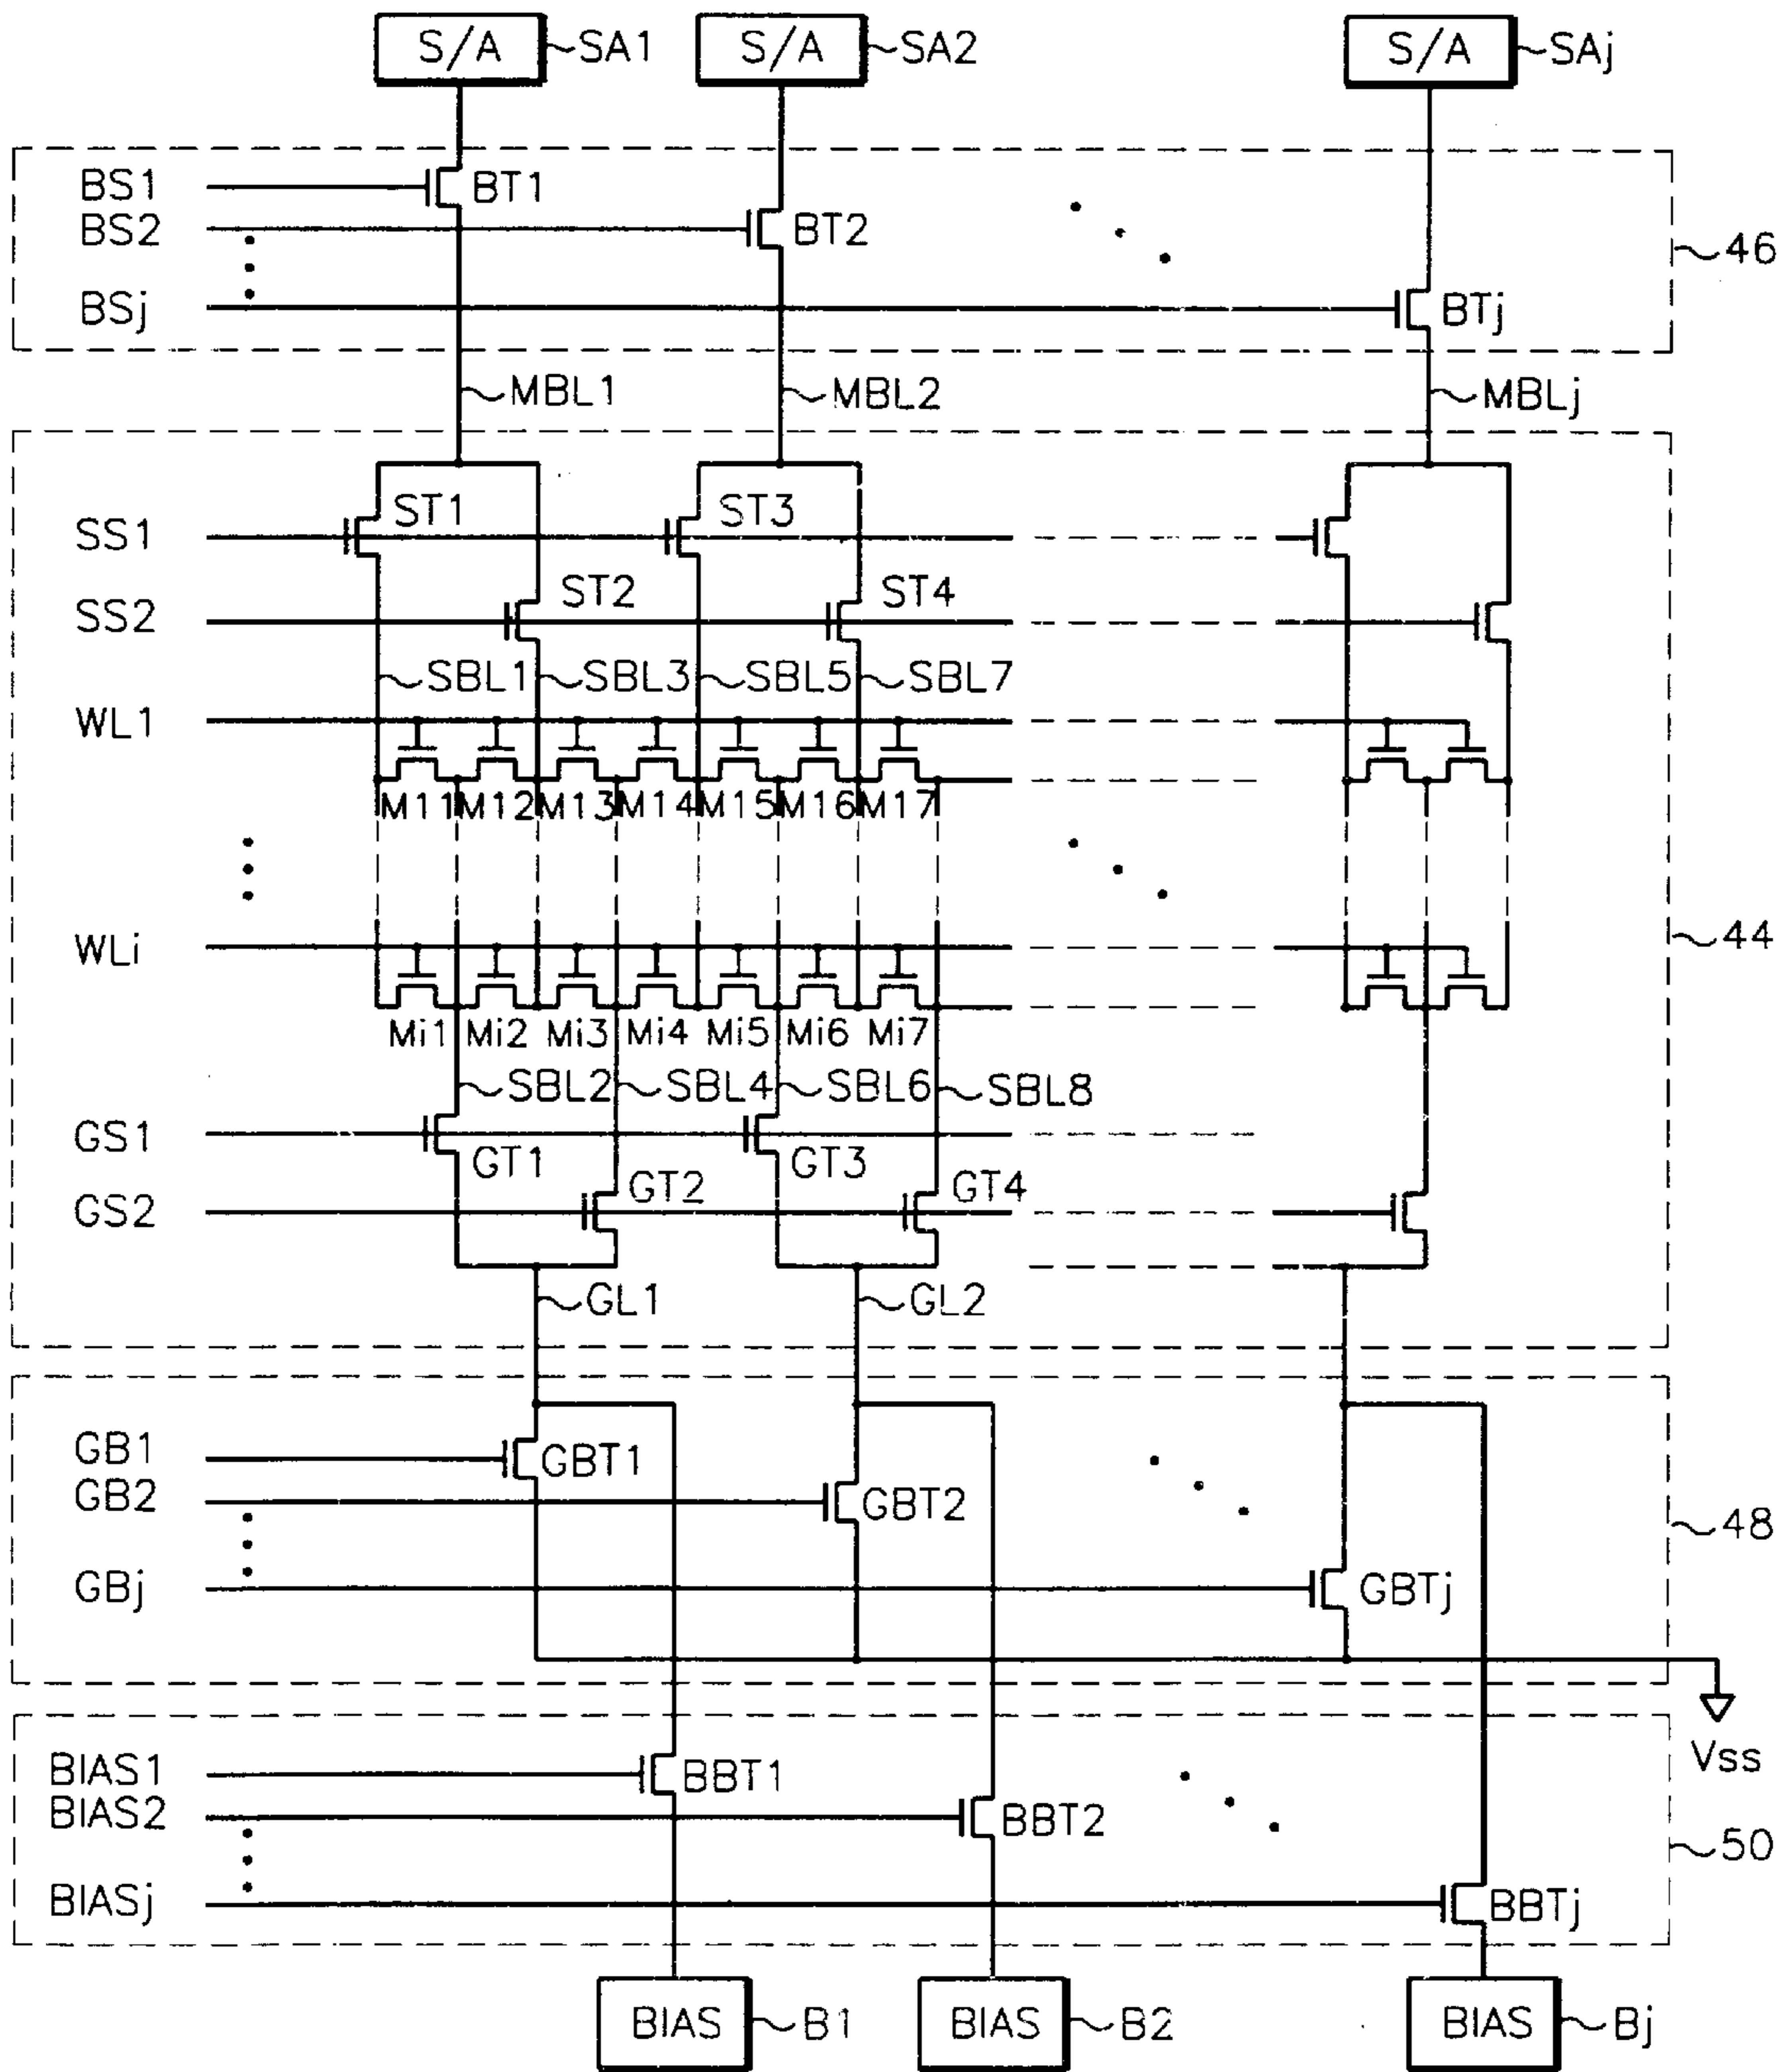 S/A SA1 S/A SA2 S/A SAj
BS1 BT1
BS2 BT2
46
BSj BTj
MBL1 MBL2 MBLj
ST1 ST3
SS1
ST2 ST4
SS2
SBL1 SBL3 SBL5 SBL7
WL1
M11 M12 M13 M14 M15 M16 M17
WLi 44
Mi1 Mi2 Mi3 Mi4 Mi5 Mi6 Mi7
SBL2 SBL4 SBL6 SBL8
GS1
GT1 GT3
GT2 GT4
GS2
GL1 GL2
GB1 GBT1
GB2 GBT2
48
GBj GBTj
Vss
BIAS1 BBT1
BIAS2 BBT2
50
BIASj BBTj
BIAS B1 BIAS B2 BIAS Bj